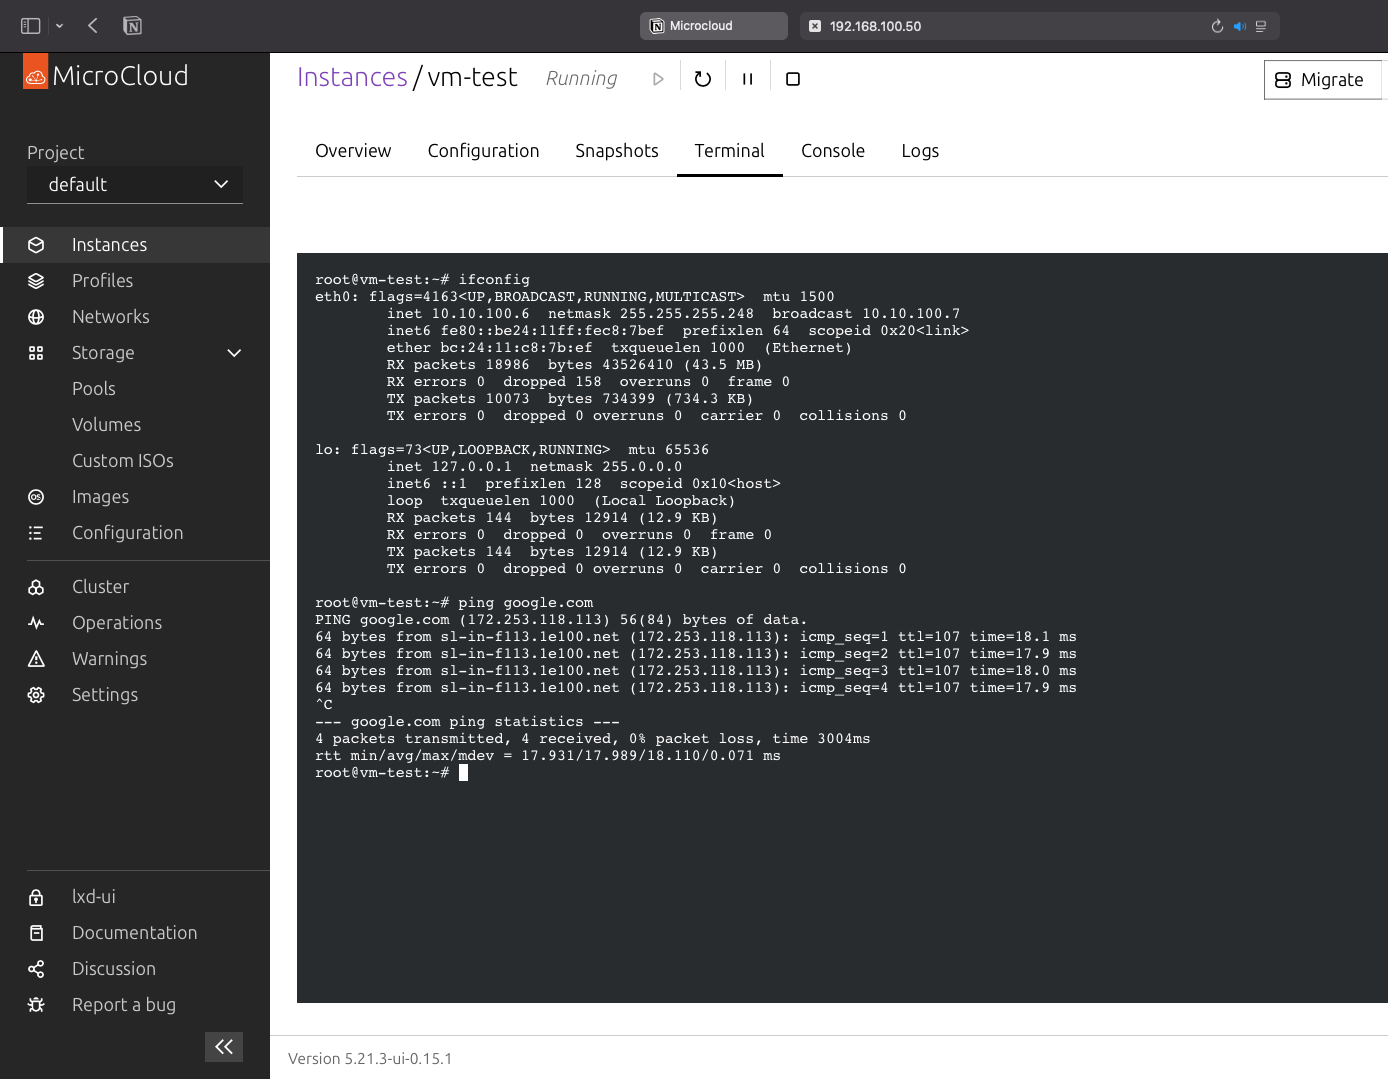 Microcloud
192.168.100.50
MicroCloud
Project
default
Instances
Profiles
Networks
Storage
Pools
Volumes
Custom ISOs
Images
Configuration
Cluster
Operations
Warnings
Settings
lxd-ui
Documentation
Discussion
Report a bug
Instances / vm-test Running
Migrate
Overview Configuration Snapshots Terminal Console Logs
root@vm-test:~# ifconfig
eth0: flags=4163<UP,BROADCAST,RUNNING,MULTICAST>  mtu 1500
        inet 10.10.100.6  netmask 255.255.255.248  broadcast 10.10.100.7
        inet6 fe80::be24:11ff:fec8:7bef  prefixlen 64  scopeid 0x20<link>
        ether bc:24:11:c8:7b:ef  txqueuelen 1000  (Ethernet)
        RX packets 18986  bytes 43526410 (43.5 MB)
        RX errors 0  dropped 158  overruns 0  frame 0
        TX packets 10073  bytes 734399 (734.3 KB)
        TX errors 0  dropped 0 overruns 0  carrier 0  collisions 0
lo: flags=73<UP,LOOPBACK,RUNNING>  mtu 65536
        inet 127.0.0.1  netmask 255.0.0.0
        inet6 ::1  prefixlen 128  scopeid 0x10<host>
        loop  txqueuelen 1000  (Local Loopback)
        RX packets 144  bytes 12914 (12.9 KB)
        RX errors 0  dropped 0  overruns 0  frame 0
        TX packets 144  bytes 12914 (12.9 KB)
        TX errors 0  dropped 0 overruns 0  carrier 0  collisions 0
root@vm-test:~# ping google.com
PING google.com (172.253.118.113) 56(84) bytes of data.
64 bytes from sl-in-f113.1e100.net (172.253.118.113): icmp_seq=1 ttl=107 time=18.1 ms
64 bytes from sl-in-f113.1e100.net (172.253.118.113): icmp_seq=2 ttl=107 time=17.9 ms
64 bytes from sl-in-f113.1e100.net (172.253.118.113): icmp_seq=3 ttl=107 time=18.0 ms
64 bytes from sl-in-f113.1e100.net (172.253.118.113): icmp_seq=4 ttl=107 time=17.9 ms
^C
--- google.com ping statistics ---
4 packets transmitted, 4 received, 0% packet loss, time 3004ms
rtt min/avg/max/mdev = 17.931/17.989/18.110/0.071 ms
root@vm-test:~#
Version 5.21.3-ui-0.15.1